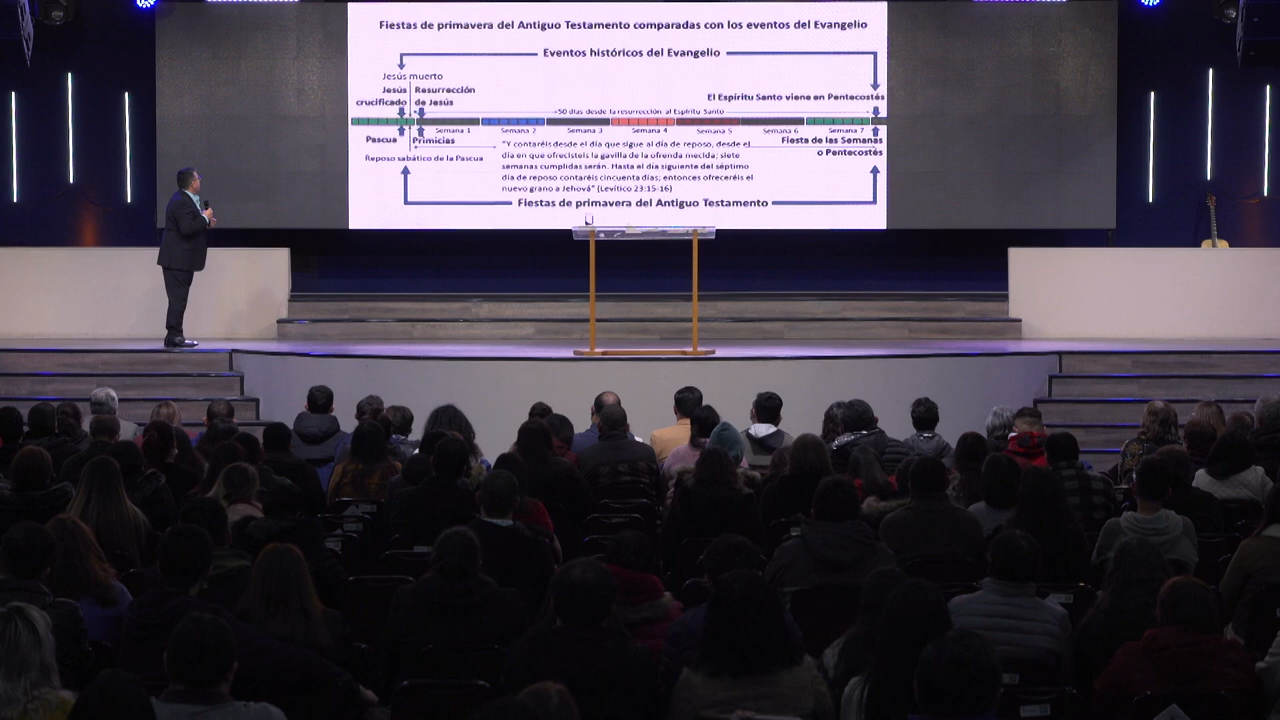 Fiestas de primavera del Antiguo Testamento comparadas con los eventos del Evangelio
Eventos históricos del Evangelio
Jesús muerto
Jesús crucificado
Resurrección de Jesús
El Espíritu Santo viene en Pentecostés
50 días desde la resurrección al Espíritu Santo
Semana 1 Semana 2 Semana 3 Semana 4 Semana 5 Semana 6 Semana 7
Pascua
Primicias
Fiesta de las Semanas
o Pentecostés
Reposo sabático de la Pascua
"Y contaréis desde el día que sigue al día de reposo, desde el
día en que ofrecisteis la gavilla de la ofrenda mecida; siete
semanas cumplidas serán. Hasta el día siguiente del séptimo
día de reposo contaréis cincuenta días; entonces ofreceréis el
nuevo grano a Jehová" (Levítico 23:15-16)
Fiestas de primavera del Antiguo Testamento